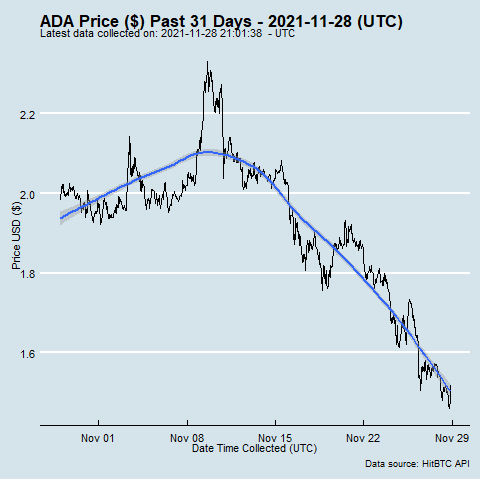 ADA Price ($) Past 31 Days - 2021-11-28 (UTC)
Latest data collected on: 2021-11-28 21:01:38  - UTC
2.2
2.0
1.8
1.6
Price USD ($)
Nov 01
Nov 08
Nov 15
Nov 22
Nov 29
Date Time Collected (UTC)
Data source: HitBTC API